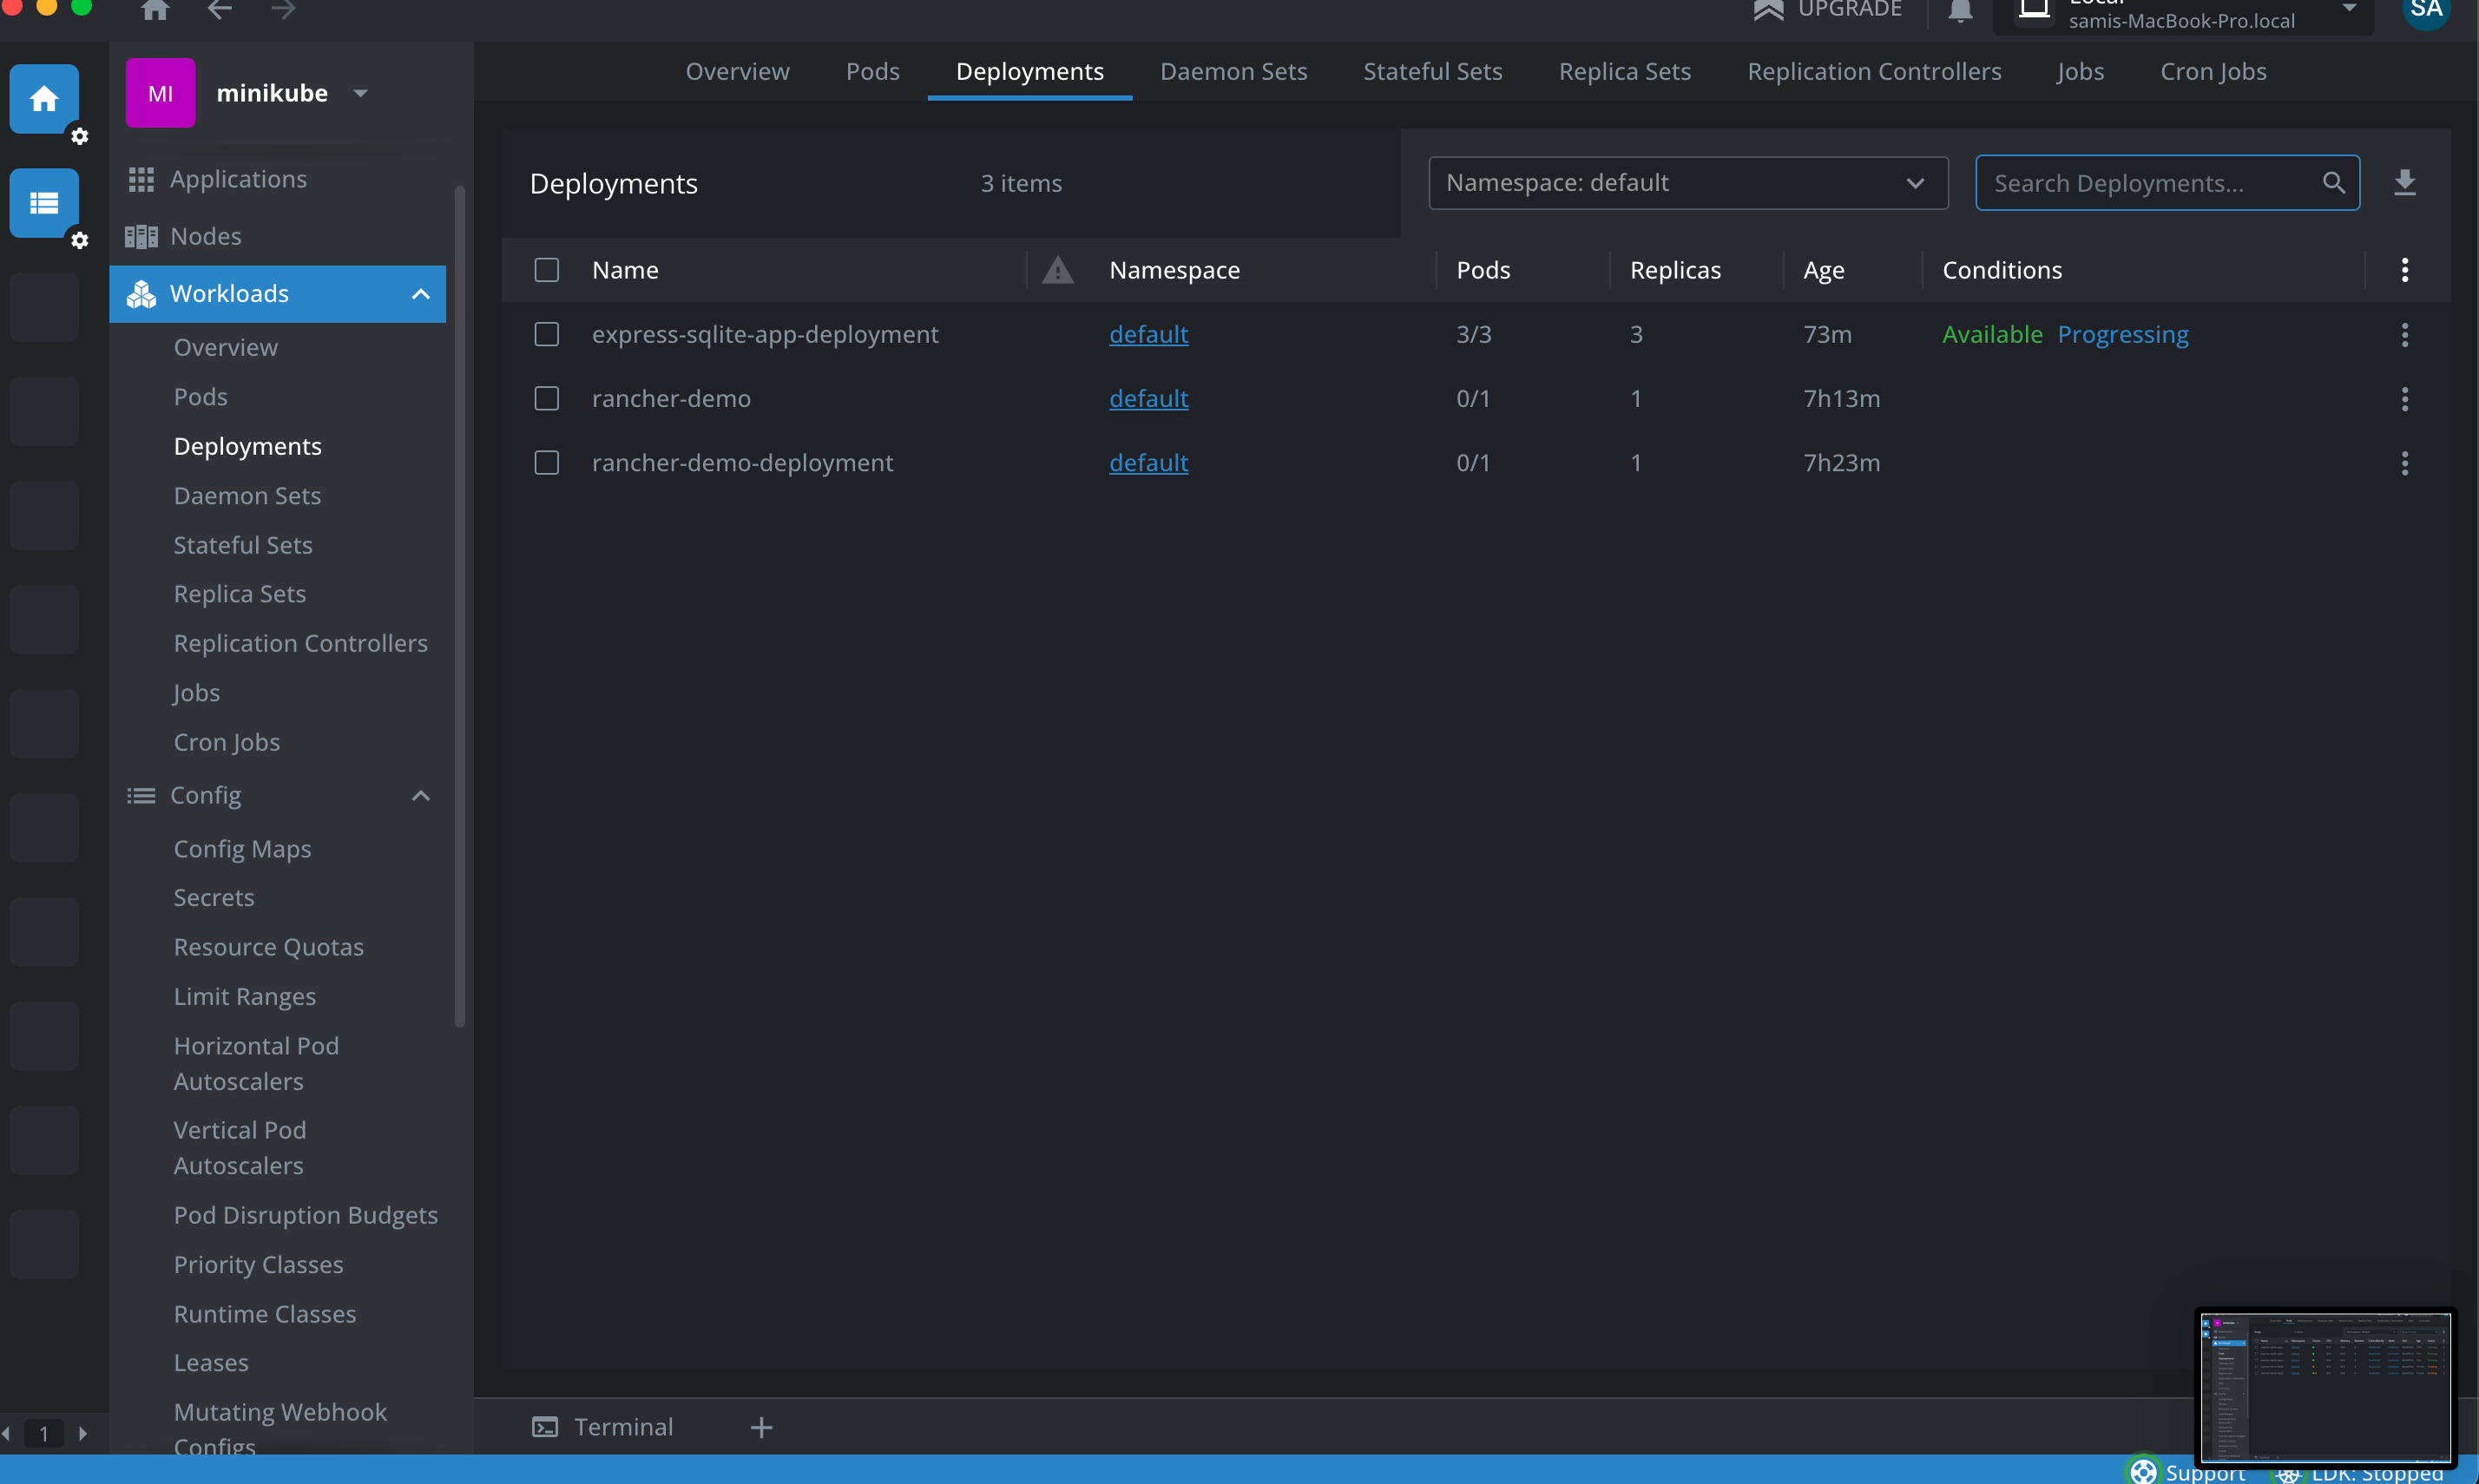 UPGRADE
Local
samis-MacBook-Pro.local
SA
MI
minikube
Applications
Nodes
Workloads
Overview
Pods
Deployments
Daemon Sets
Stateful Sets
Replica Sets
Replication Controllers
Jobs
Cron Jobs
Config
Config Maps
Secrets
Resource Quotas
Limit Ranges
Horizontal Pod
Autoscalers
Vertical Pod
Autoscalers
Pod Disruption Budgets
Priority Classes
Runtime Classes
Leases
Mutating Webhook
Configs
1
Overview Pods Deployments Daemon Sets Stateful Sets Replica Sets Replication Controllers Jobs Cron Jobs
Deployments 3 items Namespace: default Search Deployments...
Name Namespace Pods Replicas Age Conditions
express-sqlite-app-deployment default 3/3 3 73m Available Progressing
rancher-demo default 0/1 1 7h13m
rancher-demo-deployment default 0/1 1 7h23m
Terminal +
Support LDK: Stopped